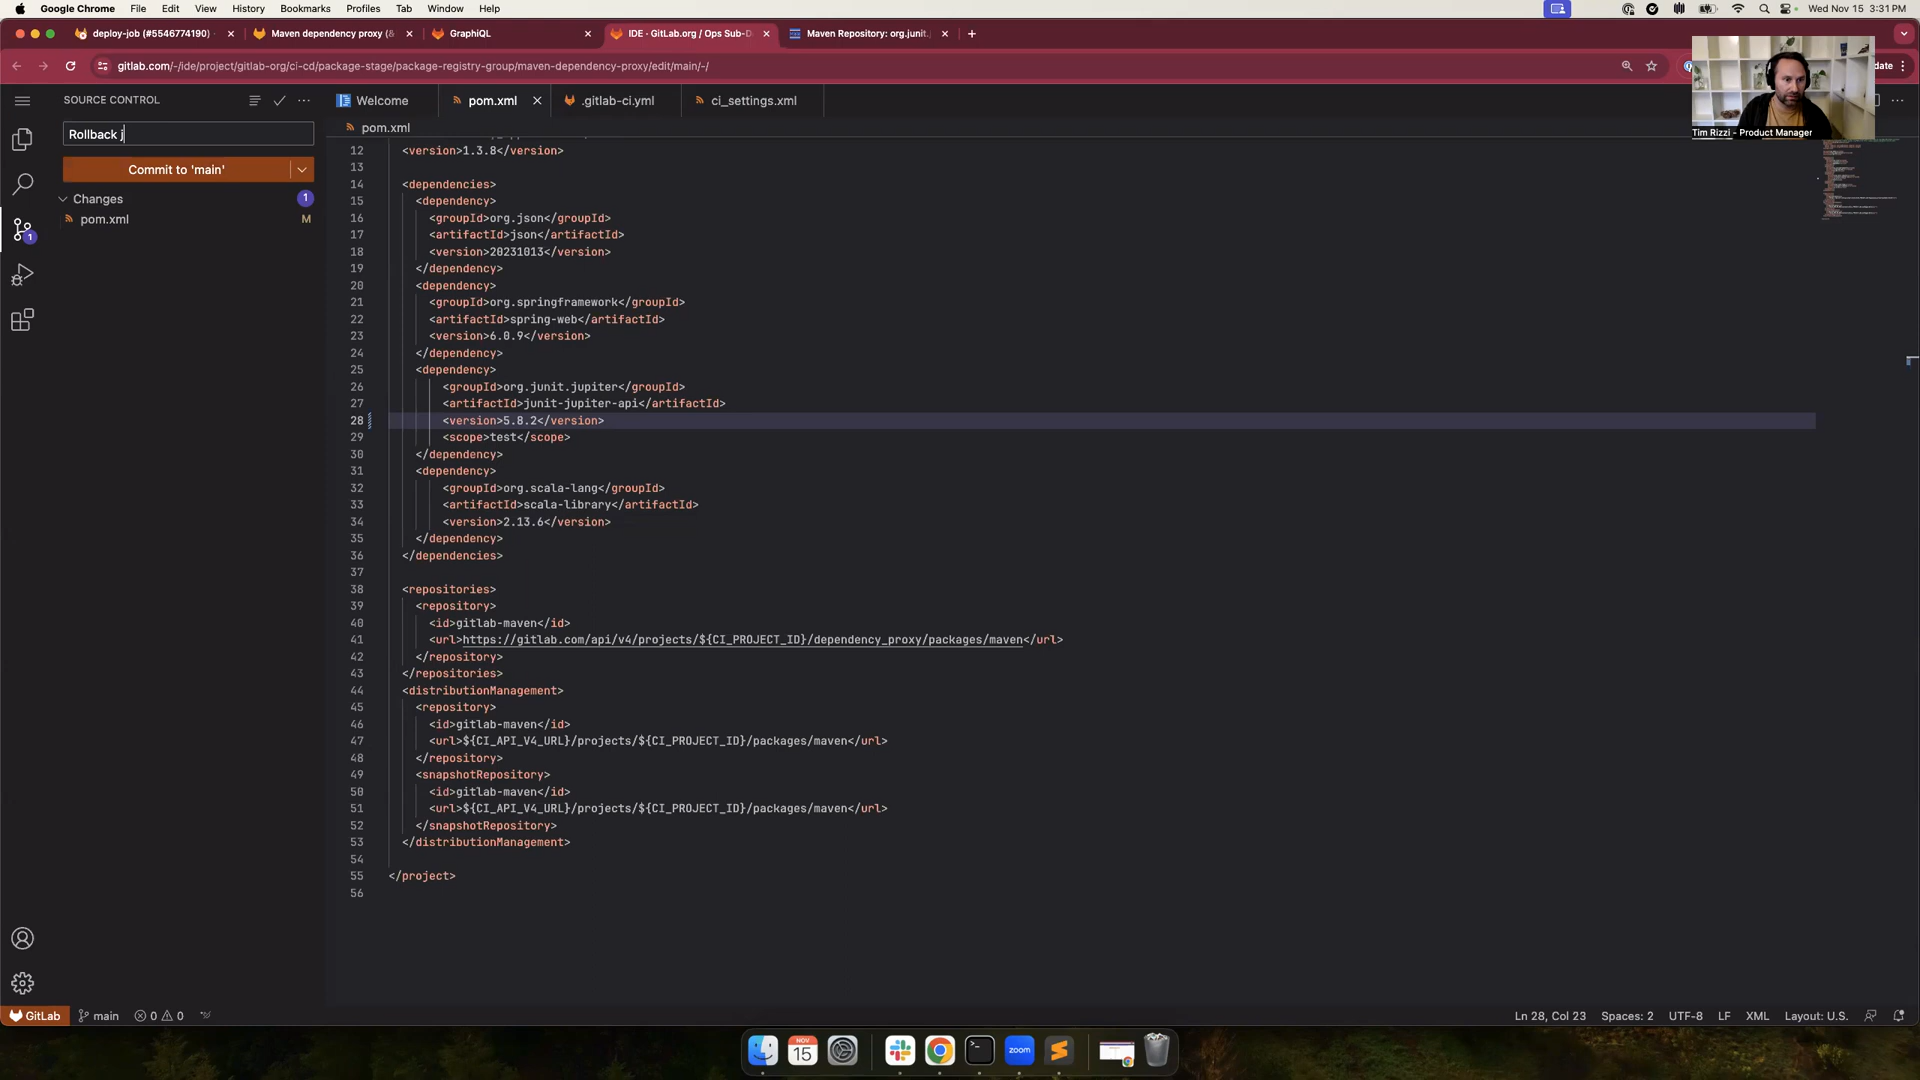 Google Chrome File Edit View History Bookmarks Profiles Tab Window Help Wed Nov 15 3:31 PM
deploy-job (#5546774190) Maven dependency proxy (& GraphiQL IDE · GitLab.org / Ops Sub-D Maven Repository: org.junit.
gitlab.com/-/ide/project/gitlab-org/ci-cd/package-stage/package-registry-group/maven-dependency-proxy/edit/main/-/
Tim Rizzi - Product Manager
SOURCE CONTROL
Rollback j
Commit to 'main'
Changes 1
pom.xml M
1
Welcome pom.xml .gitlab-ci.yml ci_settings.xml
pom.xml
12 <version>1.3.8</version>
13
14 <dependencies>
15 <dependency>
16 <groupId>org.json</groupId>
17 <artifactId>json</artifactId>
18 <version>20231013</version>
19 </dependency>
20 <dependency>
21 <groupId>org.springframework</groupId>
22 <artifactId>spring-web</artifactId>
23 <version>6.0.9</version>
24 </dependency>
25 <dependency>
26 <groupId>org.junit.jupiter</groupId>
27 <artifactId>junit-jupiter-api</artifactId>
28 <version>5.8.2</version>
29 <scope>test</scope>
30 </dependency>
31 <dependency>
32 <groupId>org.scala-lang</groupId>
33 <artifactId>scala-library</artifactId>
34 <version>2.13.6</version>
35 </dependency>
36 </dependencies>
37
38 <repositories>
39 <repository>
40 <id>gitlab-maven</id>
41 <url>https://gitlab.com/api/v4/projects/${CI_PROJECT_ID}/dependency_proxy/packages/maven</url>
42 </repository>
43 </repositories>
44 <distributionManagement>
45 <repository>
46 <id>gitlab-maven</id>
47 <url>${CI_API_V4_URL}/projects/${CI_PROJECT_ID}/packages/maven</url>
48 </repository>
49 <snapshotRepository>
50 <id>gitlab-maven</id>
51 <url>${CI_API_V4_URL}/projects/${CI_PROJECT_ID}/packages/maven</url>
52 </snapshotRepository>
53 </distributionManagement>
54
55 </project>
56
GitLab main 0 0 Ln 28, Col 23 Spaces: 2 UTF-8 LF XML Layout: U.S.
NOV
15
zoom